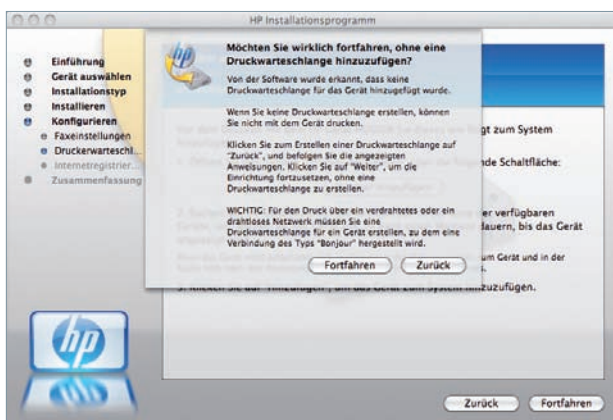 HP Installationsprogramm
Einführung
Gerät auswählen
Installationstyp
Installieren
Konfigurieren
Faxeinstellungen
Druckerwarteschl...
Internetregistrier...
Zusammenfassung
hp
Möchten Sie wirklich fortfahren, ohne eine
Druckwarteschlange hinzuzufügen?
Von der Software wurde erkannt, dass keine
Druckwarteschlange für das Gerät hinzugefügt wurde.
Wenn Sie keine Druckwarteschlange erstellen, können
Sie nicht mit dem Gerät drucken.
Klicken Sie zum Erstellen einer Druckwarteschlange auf
"Zurück", und befolgen Sie die angezeigten
Anweisungen. Klicken Sie auf "Weiter", um die
Einrichtung fortzusetzen, ohne eine
Druckwarteschlange zu erstellen.
WICHTIG: Für den Druck über ein verdrahtetes oder ein
drahtloses Netzwerk müssen Sie eine
Druckwarteschlange für ein Gerät erstellen, zu dem eine
Verbindung des Typs "Bonjour" hergestellt wird.
Fortfahren
Zurück
gt zum System
nde Schaltfläche:
er verfügbaren
dauern, bis das Gerät
um Gerät und in der
3. Klicken Sie auf "Hinzufügen", um das Gerät zum System hinzuzufügen.
hp
Zurück
Fortfahren